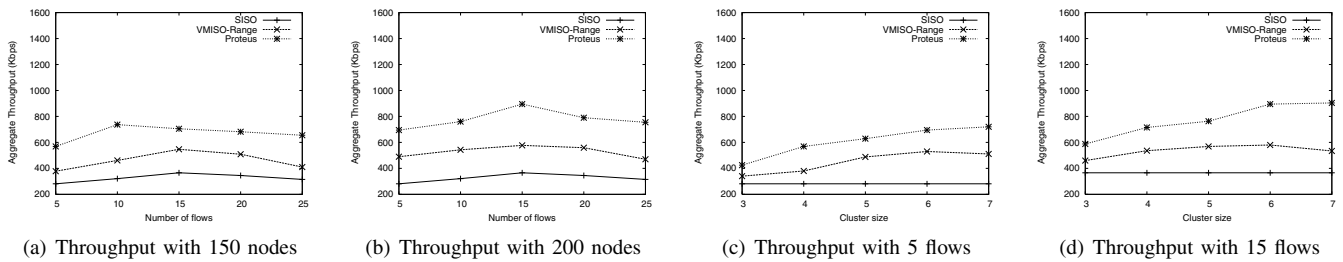 1600
1400
1200
1000
800
600
400
200
5
10
15
20
25
Aggregate Throughput (Kbps)
Number of flows
SISO
VMISO-Range
Proteus
(a) Throughput with 150 nodes
1600
1400
1200
1000
800
600
400
200
5
10
15
20
25
Aggregate Throughput (Kbps)
Number of flows
SISO
VMISO-Range
Proteus
(b) Throughput with 200 nodes
1600
1400
1200
1000
800
600
400
200
3
4
5
6
7
Aggregate Throughput (Kbps)
Cluster size
SISO
VMISO-Range
Proteus
(c) Throughput with 5 flows
1600
1400
1200
1000
800
600
400
200
3
4
5
6
7
Aggregate Throughput (Kbps)
Cluster size
SISO
VMISO-Range
Proteus
(d) Throughput with 15 flows